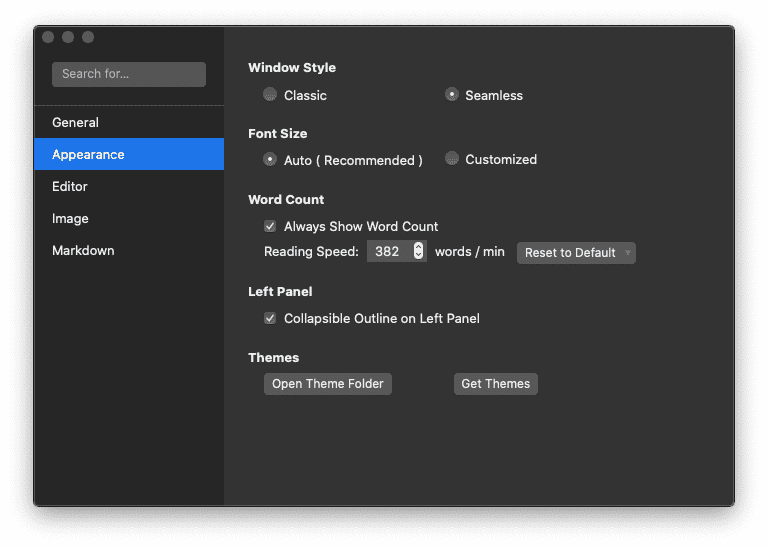 Search for...
General
Appearance
Editor
Image
Markdown
Window Style
Classic Seamless
Font Size
Auto ( Recommended ) Customized
Word Count
Always Show Word Count
Reading Speed: 382 words / min Reset to Default
Left Panel
Collapsible Outline on Left Panel
Themes
Open Theme Folder Get Themes